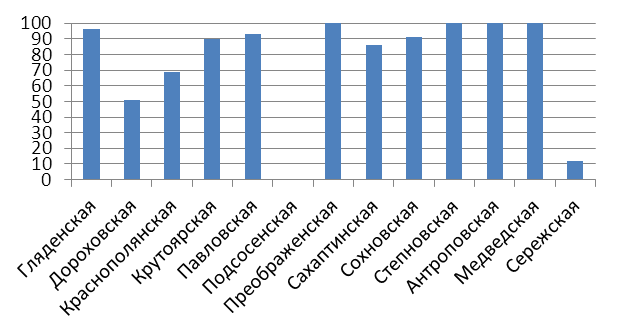 100
90
80
70
60
50
40
30
20
10
0
Гляденская
Дороховская
Краснополянская
Крутоярская
Павловская
Подсосенская
Преображенская
Сахаптинская
Сохновская
Степновская
Антроповская
Медведская
Сережская